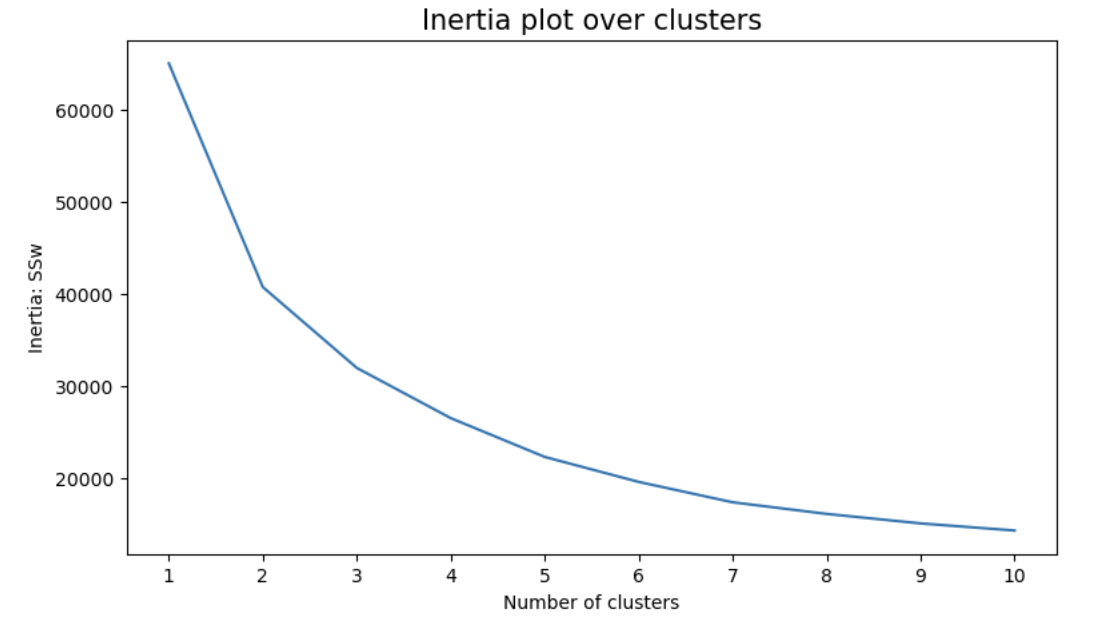 Inertia plot over clusters
60000
50000
40000
30000
20000
Inertia: SSw
1 2 3 4 5 6 7 8 9 10
Number of clusters